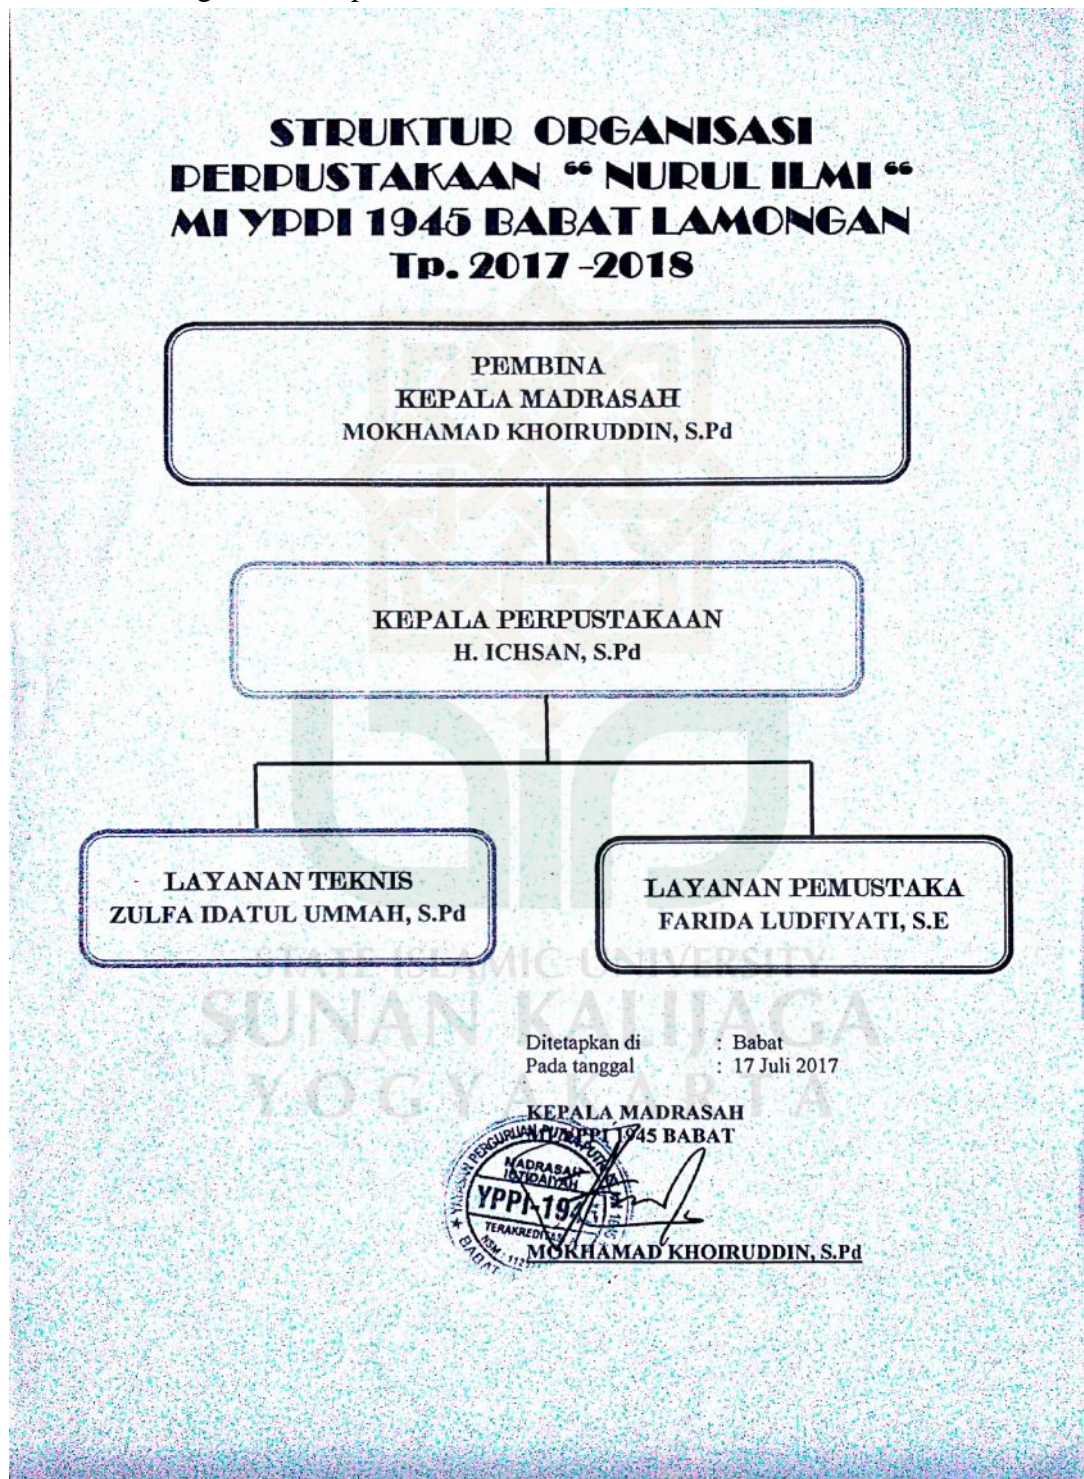 STRUKTUR ORGANISASI
PERPUSTAKAAN “ NURUL ILMI “
MI YPPI 1945 BABAT LAMONGAN
Tp. 2017 -2018
PEMBINA
KEPALA MADRASAH
MOKHAMAD KHOIRUDDIN, S.Pd
KEPALA PERPUSTAKAAN
H. ICHSAN, S.Pd
LAYANAN TEKNIS
ZULFA IDATUL UMMAH, S.Pd
LAYANAN PEMUSTAKA
FARIDA LUDFIYATI, S.E
STATE ISLAMIC UNIVERSITY
SUNAN KALIJAGA
YOGYAKARTA
Ditetapkan di : Babat
Pada tanggal : 17 Juli 2017
KEPALA MADRASAH
MI YPPI 1945 BABAT
MADRASAH
IBTIDAIYAH
YPPI-194
BABAT
MOKHAMAD KHOIRUDDIN, S.Pd